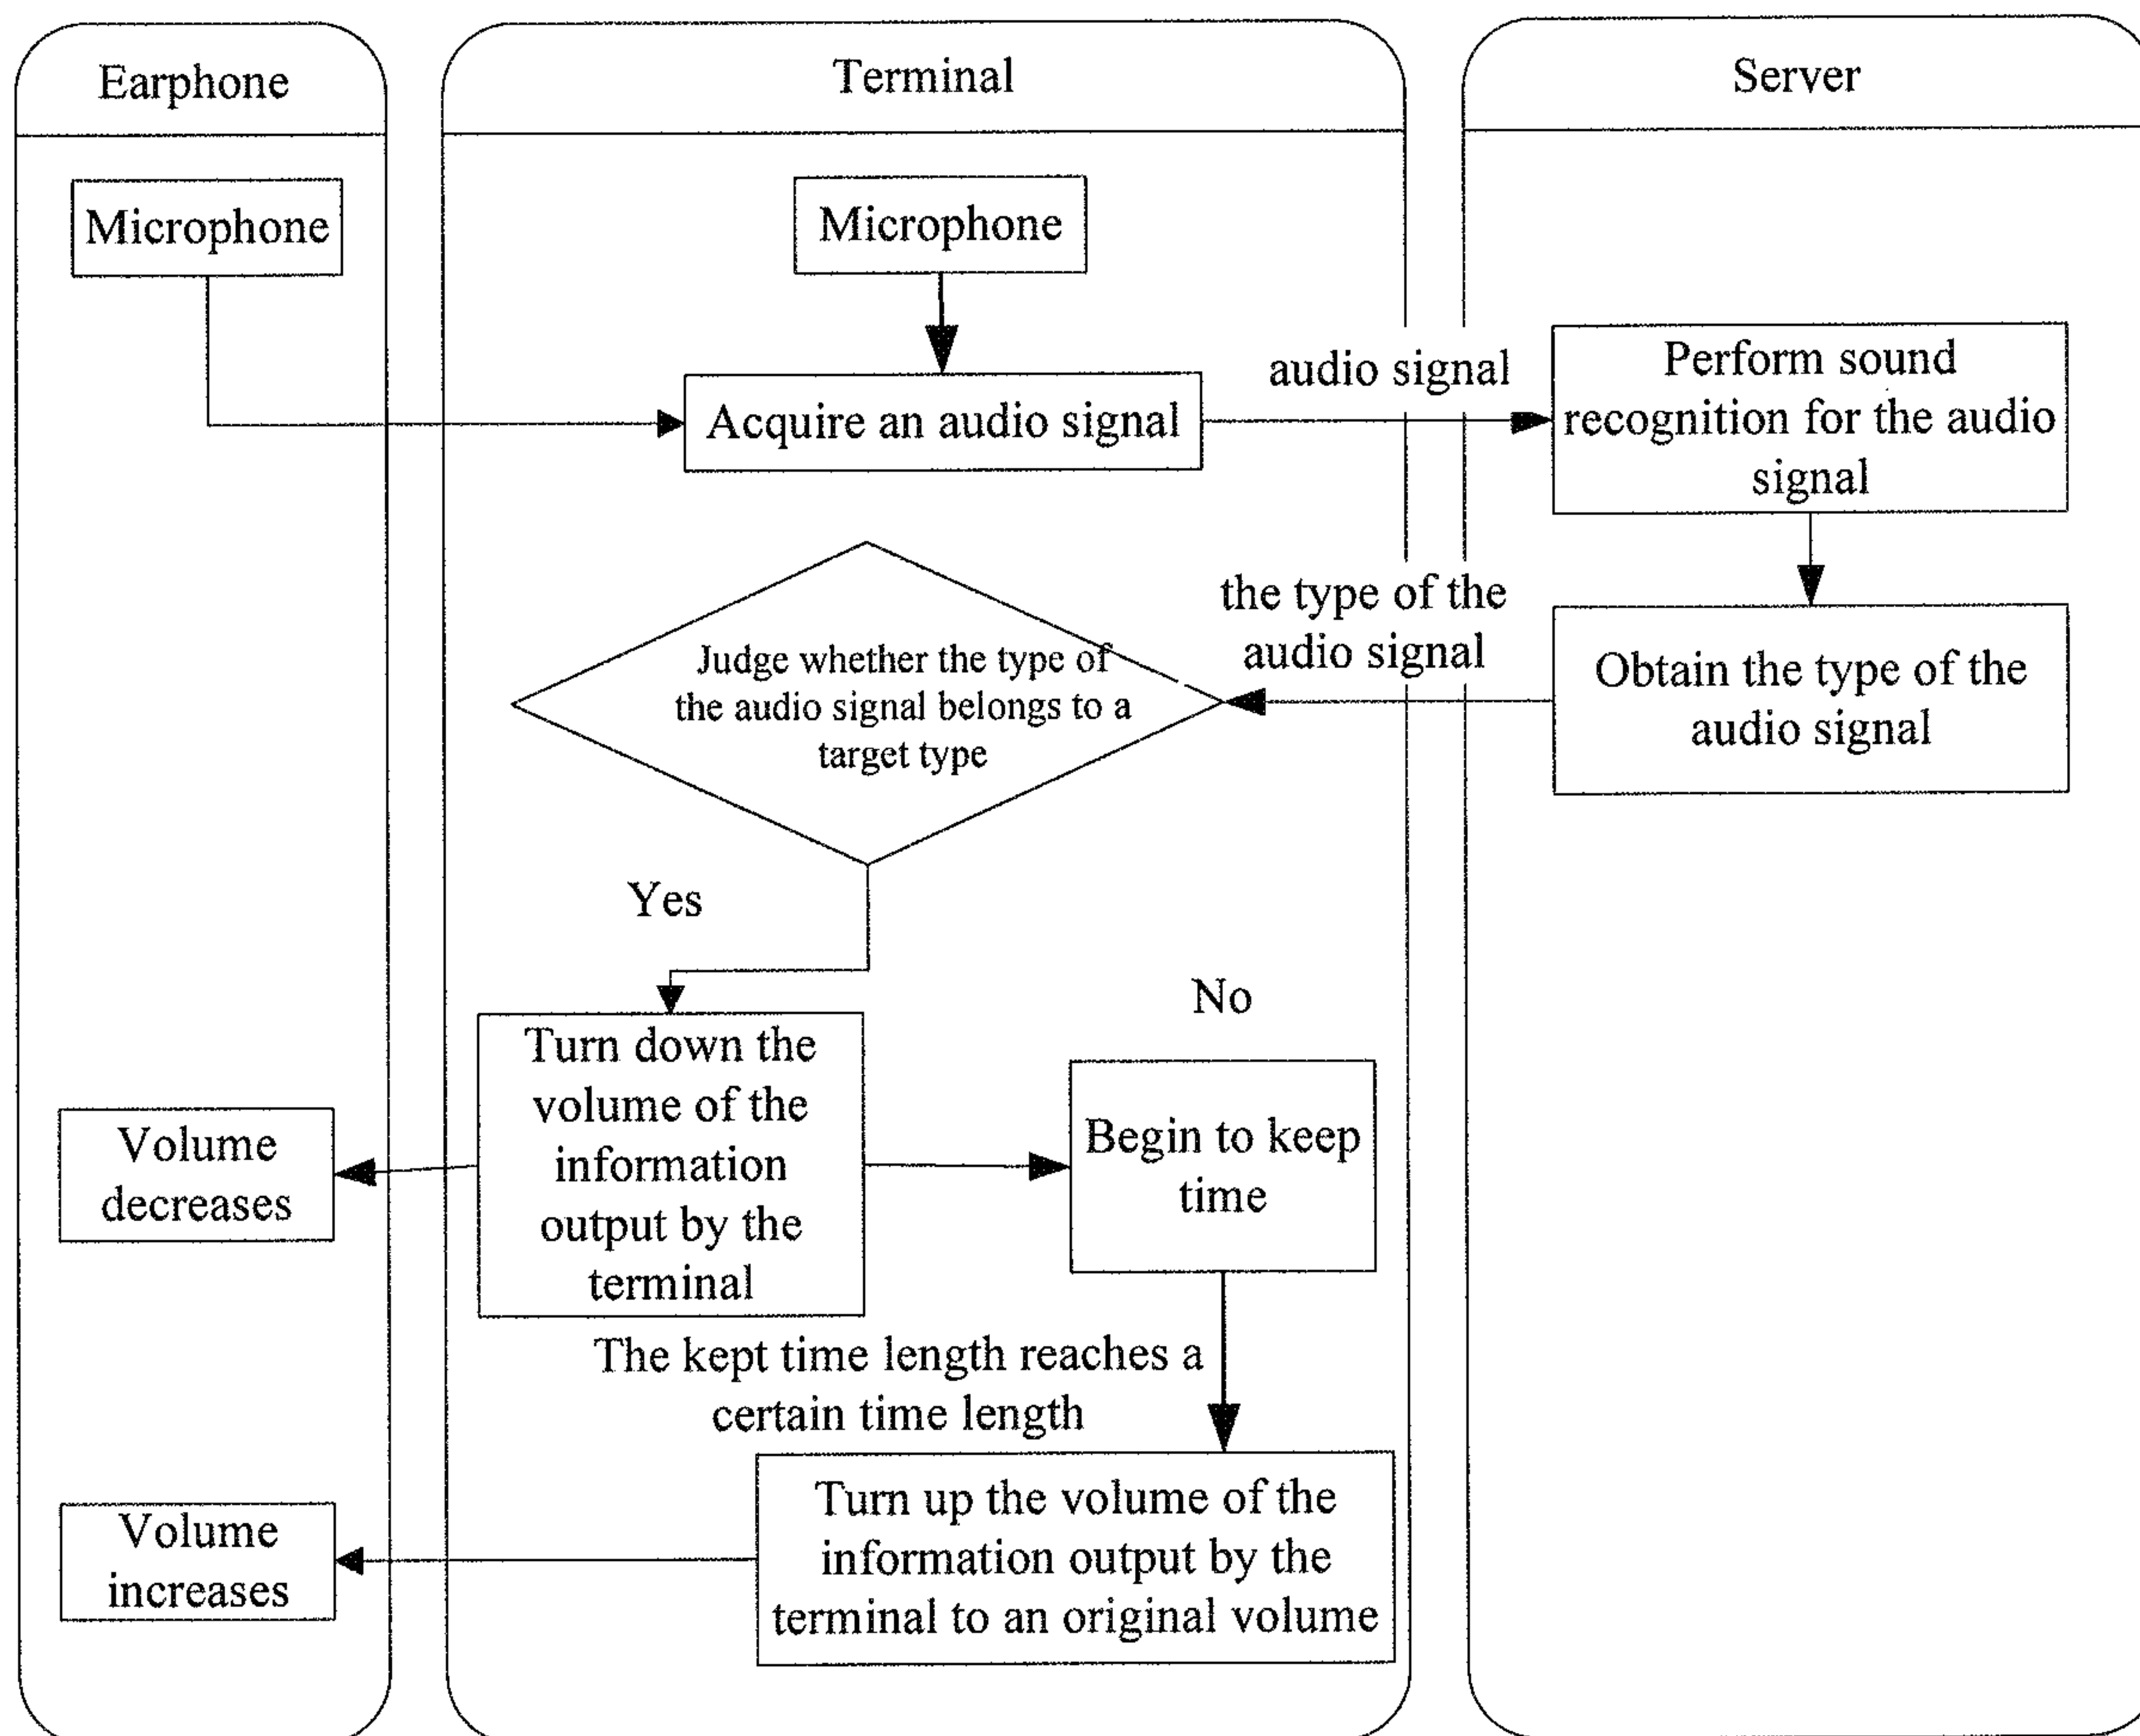 Earphone
Terminal
Server
Microphone
Microphone
Acquire an audio signal
audio signal
Perform sound
recognition for the audio
signal
the type of the
audio signal
Obtain the type of the
audio signal
Judge whether the type of
the audio signal belongs to a
target type
Yes
No
Turn down the
volume of the
information
output by the
terminal
Begin to keep
time
Volume
decreases
The kept time length reaches a
certain time length
Turn up the volume of the
information output by the
terminal to an original volume
Volume
increases